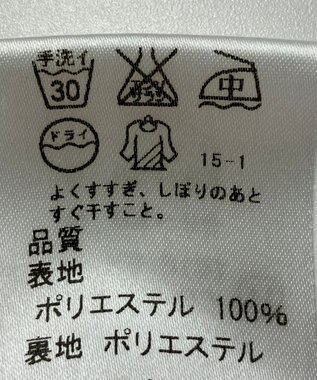 手洗イ 30 中
ドライ 15-1
よくすすぎ、しぼりのあと
すぐ干すこと。
品質
表地
ポリエステル 100%
裏地 ポリエステル